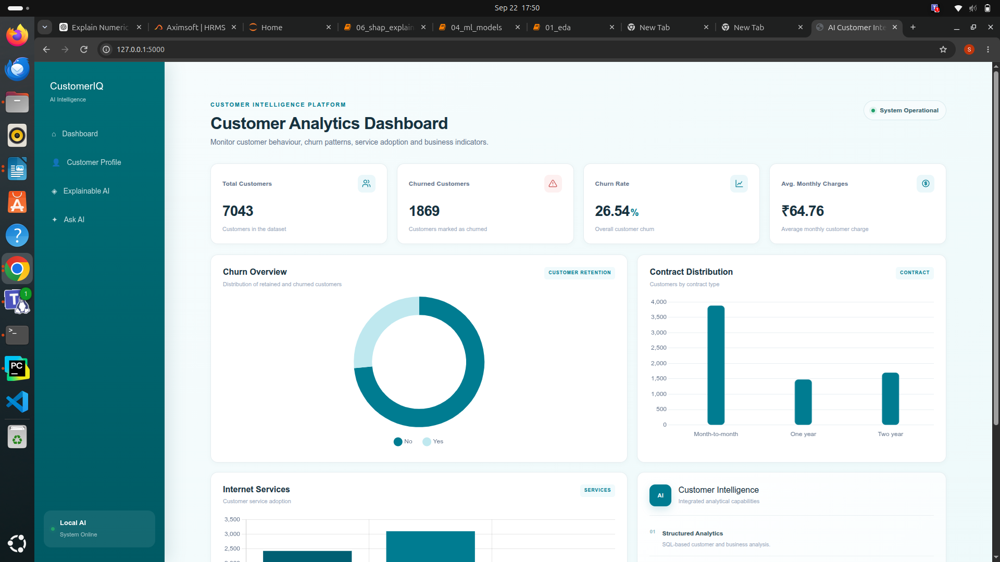 Sep 22 17:50
Explain Numeric
Aximsoft | HRMS
Home
06_shap_explain
04_ml_models
01_eda
New Tab
New Tab
AI Customer Inte
127.0.0.1:5000
S
CustomerIQ
AI Intelligence
Dashboard
Customer Profile
Explainable AI
Ask AI
Local AI
System Online
CUSTOMER INTELLIGENCE PLATFORM
Customer Analytics Dashboard
Monitor customer behaviour, churn patterns, service adoption and business indicators.
System Operational
Total Customers
7043
Customers in the dataset
Churned Customers
1869
Customers marked as churned
Churn Rate
26.54%
Overall customer churn
Avg. Monthly Charges
₹64.76
Average monthly customer charge
Churn Overview
CUSTOMER RETENTION
Distribution of retained and churned customers
No
Yes
Contract Distribution
CONTRACT
Customers by contract type
4,000
3,500
3,000
2,500
2,000
1,500
1,000
500
0
Month-to-month
One year
Two year
Internet Services
SERVICES
Customer service adoption
3,500
3,000
2,500
AI
Customer Intelligence
Integrated analytical capabilities
01
Structured Analytics
SQL-based customer and business analysis.